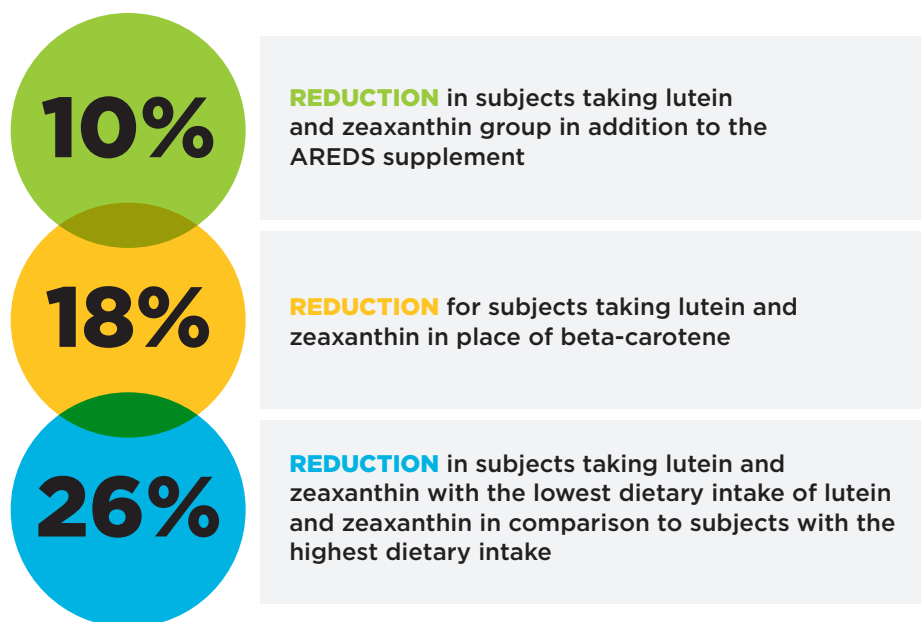 10%
REDUCTION in subjects taking lutein
and zeaxanthin group in addition to the
AREDS supplement
18%
REDUCTION for subjects taking lutein and
zeaxanthin in place of beta-carotene
26%
REDUCTION in subjects taking lutein and
zeaxanthin with the lowest dietary intake of lutein
and zeaxanthin in comparison to subjects with the
highest dietary intake